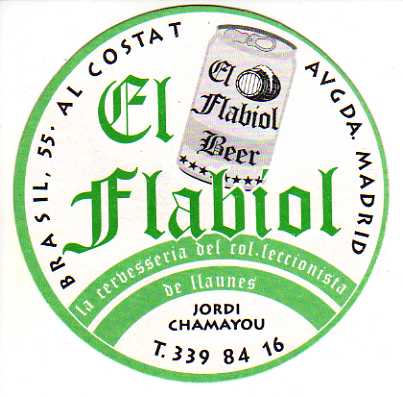 BRASIL, 55. AL COSTAT AVGDA. MADRID
El
Flabiol
El
Flabiol
Beer
la cervesseria del col.leccionista
de llaunes
JORDI
CHAMAYOU
T. 339 84 16